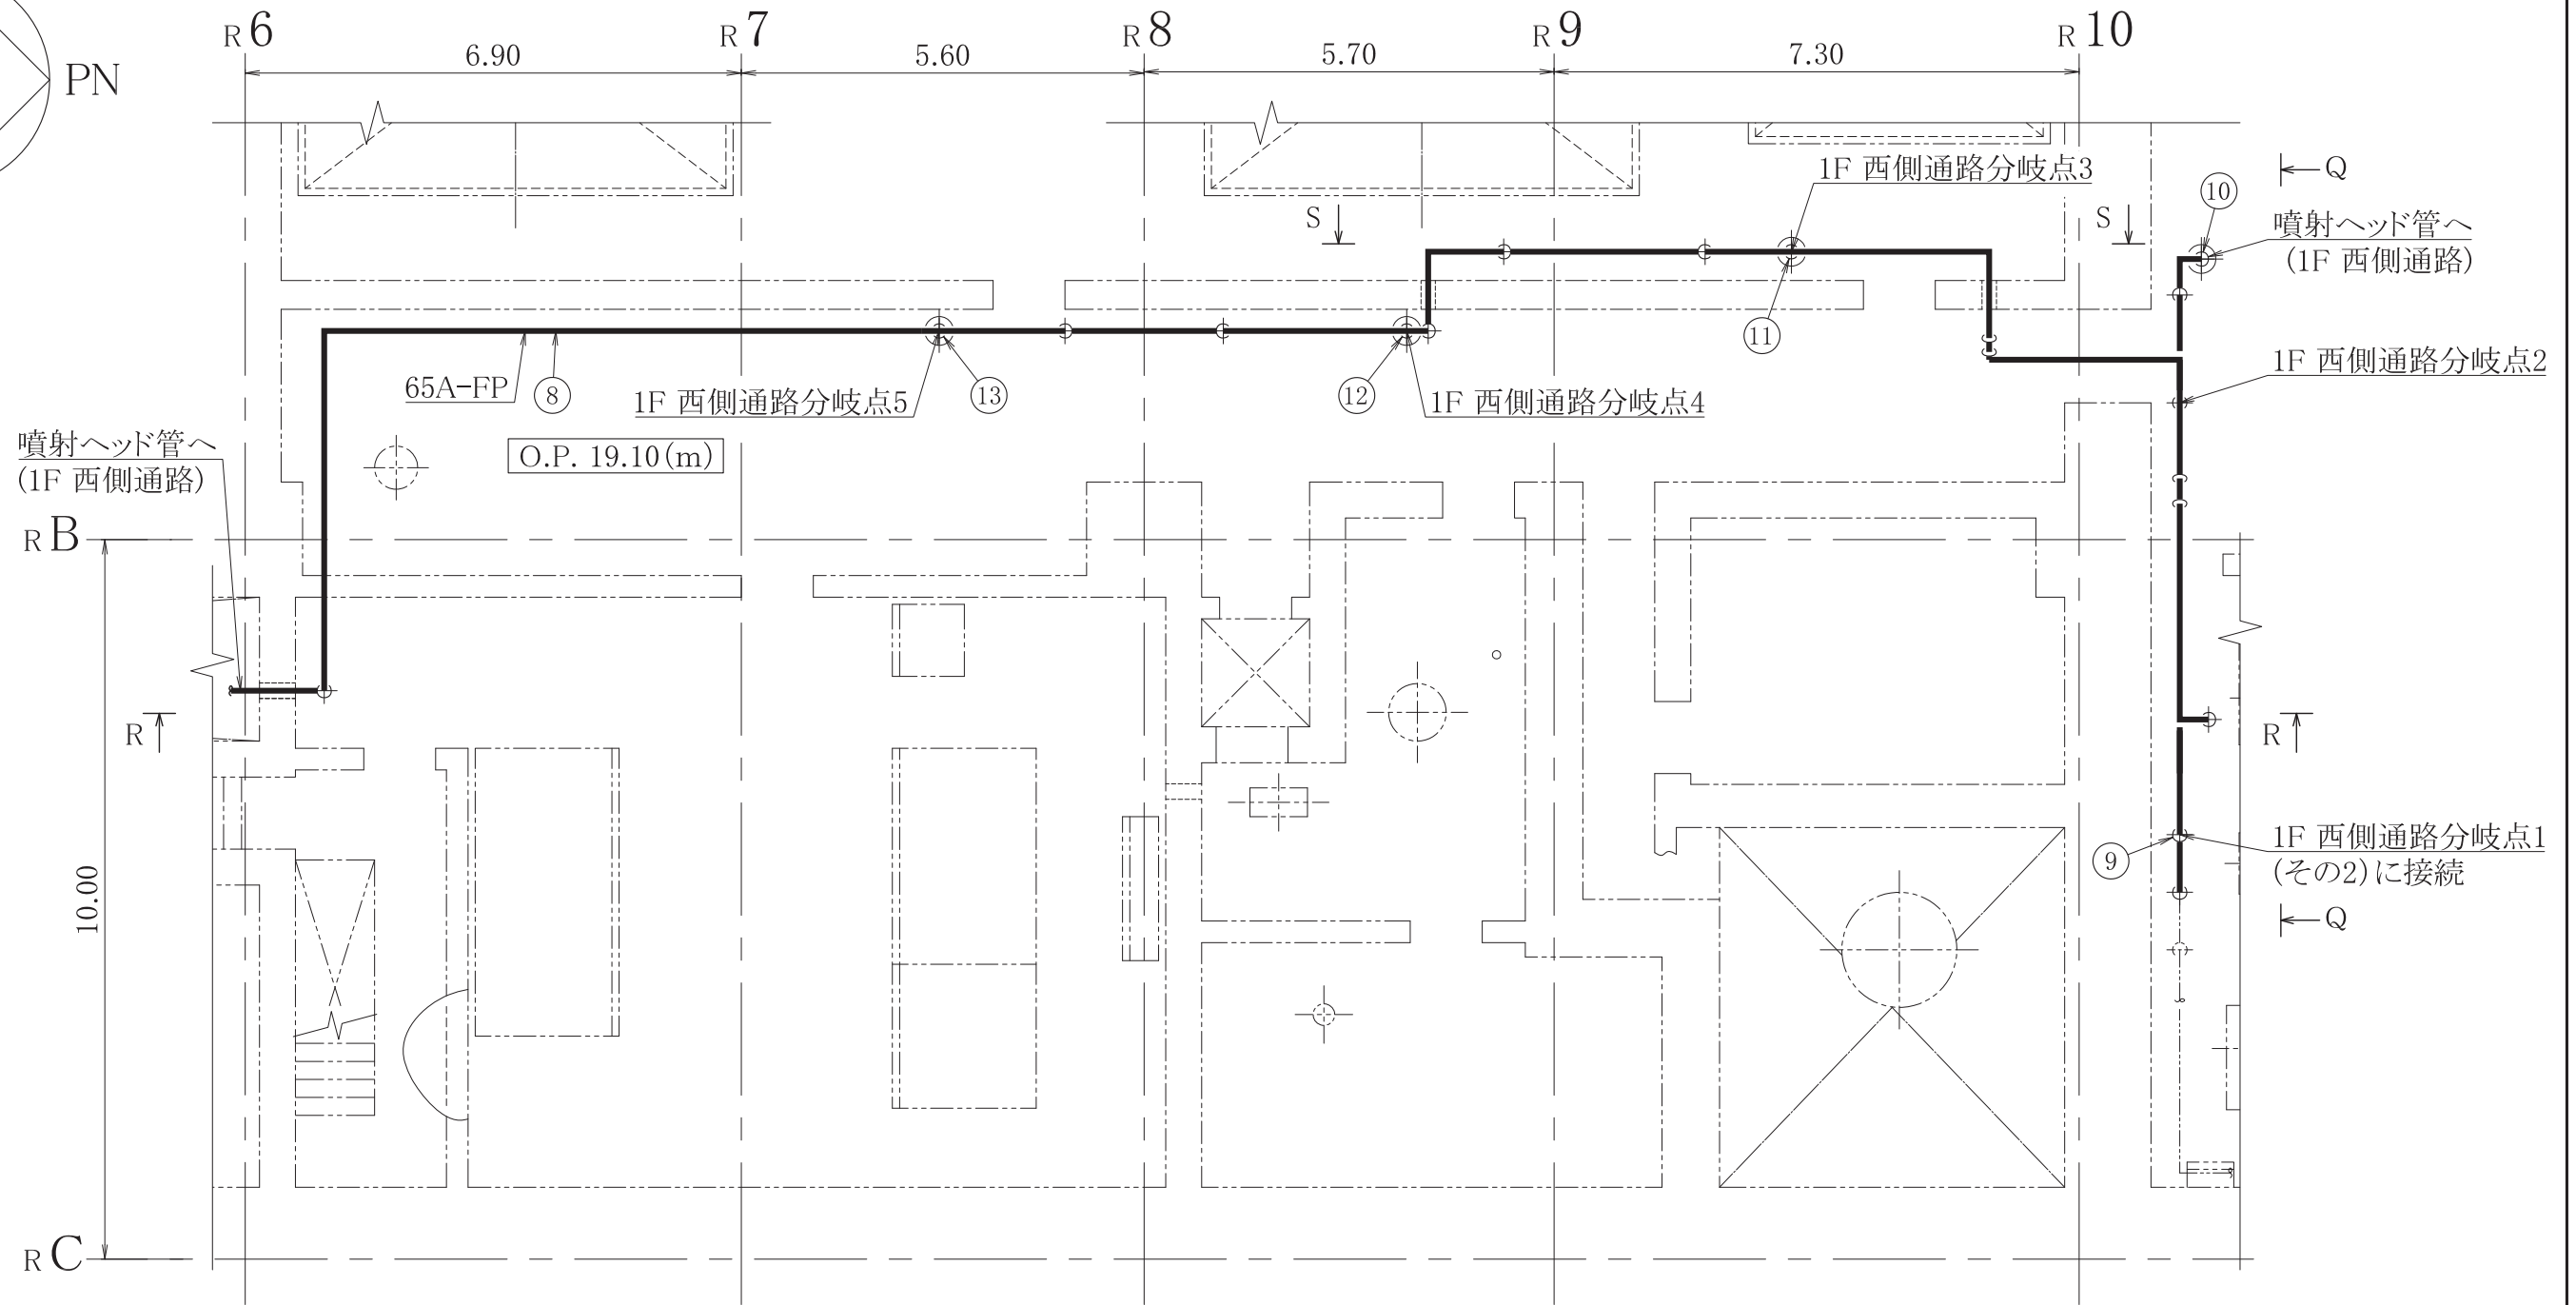 R6
R7
R8
R9
R10
6.90
5.60
5.70
7.30
PN
1F 西側通路分岐点3
Q
⑩
S
S
噴射ヘッド管へ
(1F 西側通路)
⑪
1F 西側通路分岐点2
65A-FP
⑧
1F 西側通路分岐点5
⑬
⑫
1F 西側通路分岐点4
噴射ヘッド管へ
(1F 西側通路)
O.P. 19.10(m)
RB
R
R
10.00
⑨
1F 西側通路分岐点1
(その2)に接続
Q
RC